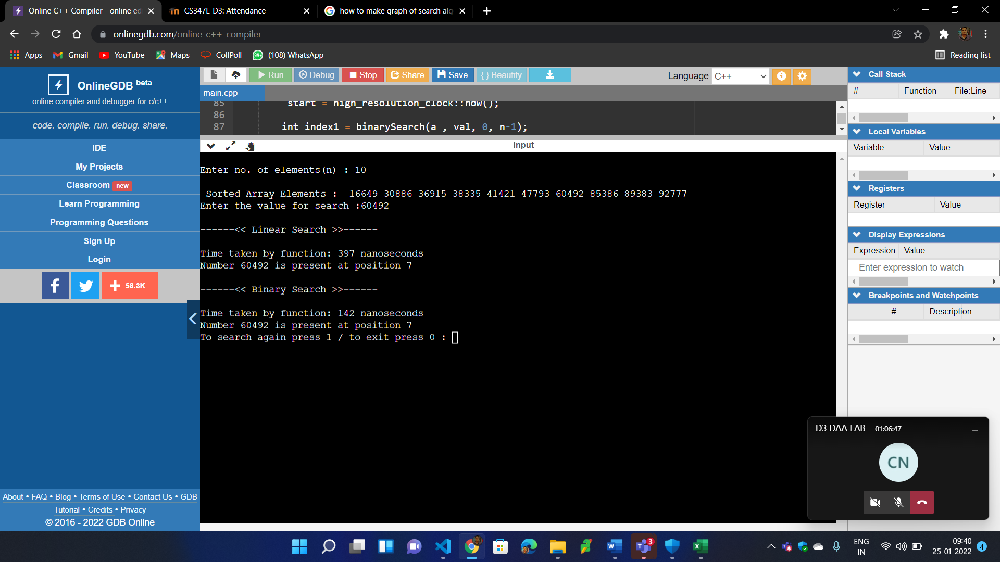 Online C++ Compiler - online ed
CS347L-D3: Attendance
how to make graph of search alg
onlinegdb.com/online_c++_compiler
Apps
Gmail
YouTube
Maps
CollPoll
99+
(108) WhatsApp
Reading list
OnlineGDB beta
online compiler and debugger for c/c++
code. compile. run. debug. share.
IDE
My Projects
Classroom new
Learn Programming
Programming Questions
Sign Up
Login
58.3K
About • FAQ • Blog • Terms of Use • Contact Us • GDB
Tutorial • Credits • Privacy
© 2016 - 2022 GDB Online
Run
Debug
Stop
Share
Save
{ } Beautify
Language C++
main.cpp
85 start = high_resolution_clock::now();
86
87 int index1 = binarySearch(a , val, 0, n-1);
input
Enter no. of elements(n) : 10
Sorted Array Elements :  16649 30886 36915 38335 41421 47793 60492 85386 89383 92777
Enter the value for search :60492
------<< Linear Search >>------
Time taken by function: 397 nanoseconds
Number 60492 is present at position 7
------<< Binary Search >>------
Time taken by function: 142 nanoseconds
Number 60492 is present at position 7
To search again press 1 / to exit press 0 :
Call Stack
# Function File:Line
Local Variables
Variable Value
Registers
Register Value
Display Expressions
Expression Value
Enter expression to watch
Breakpoints and Watchpoints
# Description
D3 DAA LAB 01:06:47
CN
3
ENG
IN
09:40
25-01-2022
4